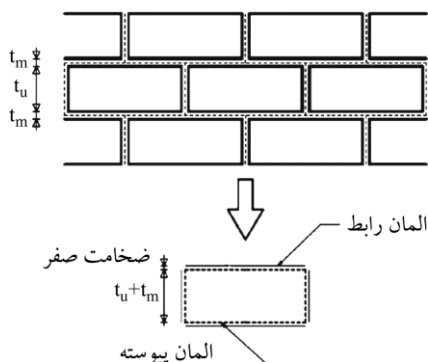 t_m
t_u
t_m
المان رابط
ضخامت صفر
t_u+t_m
المان پیوسته